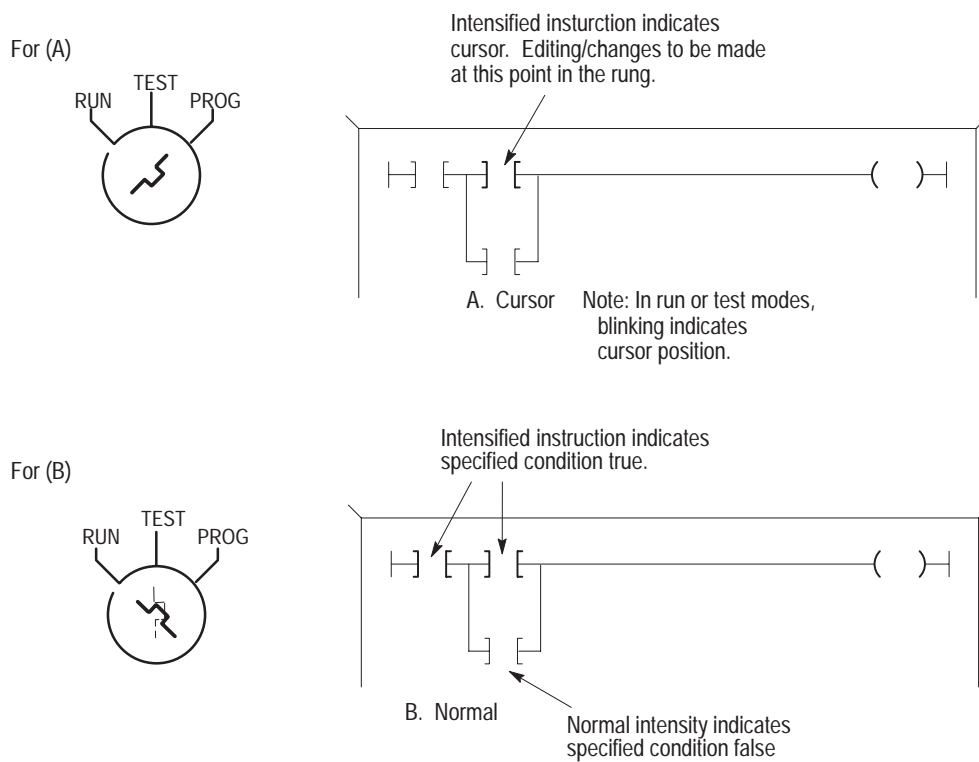 For (A)
RUN
TEST
PROG
Intensified insturction indicates
cursor. Editing/changes to be made
at this point in the rung.
A. Cursor
Note: In run or test modes,
blinking indicates
cursor position.
For (B)
RUN
TEST
PROG
Intensified instruction indicates
specified condition true.
B. Normal
Normal intensity indicates
specified condition false